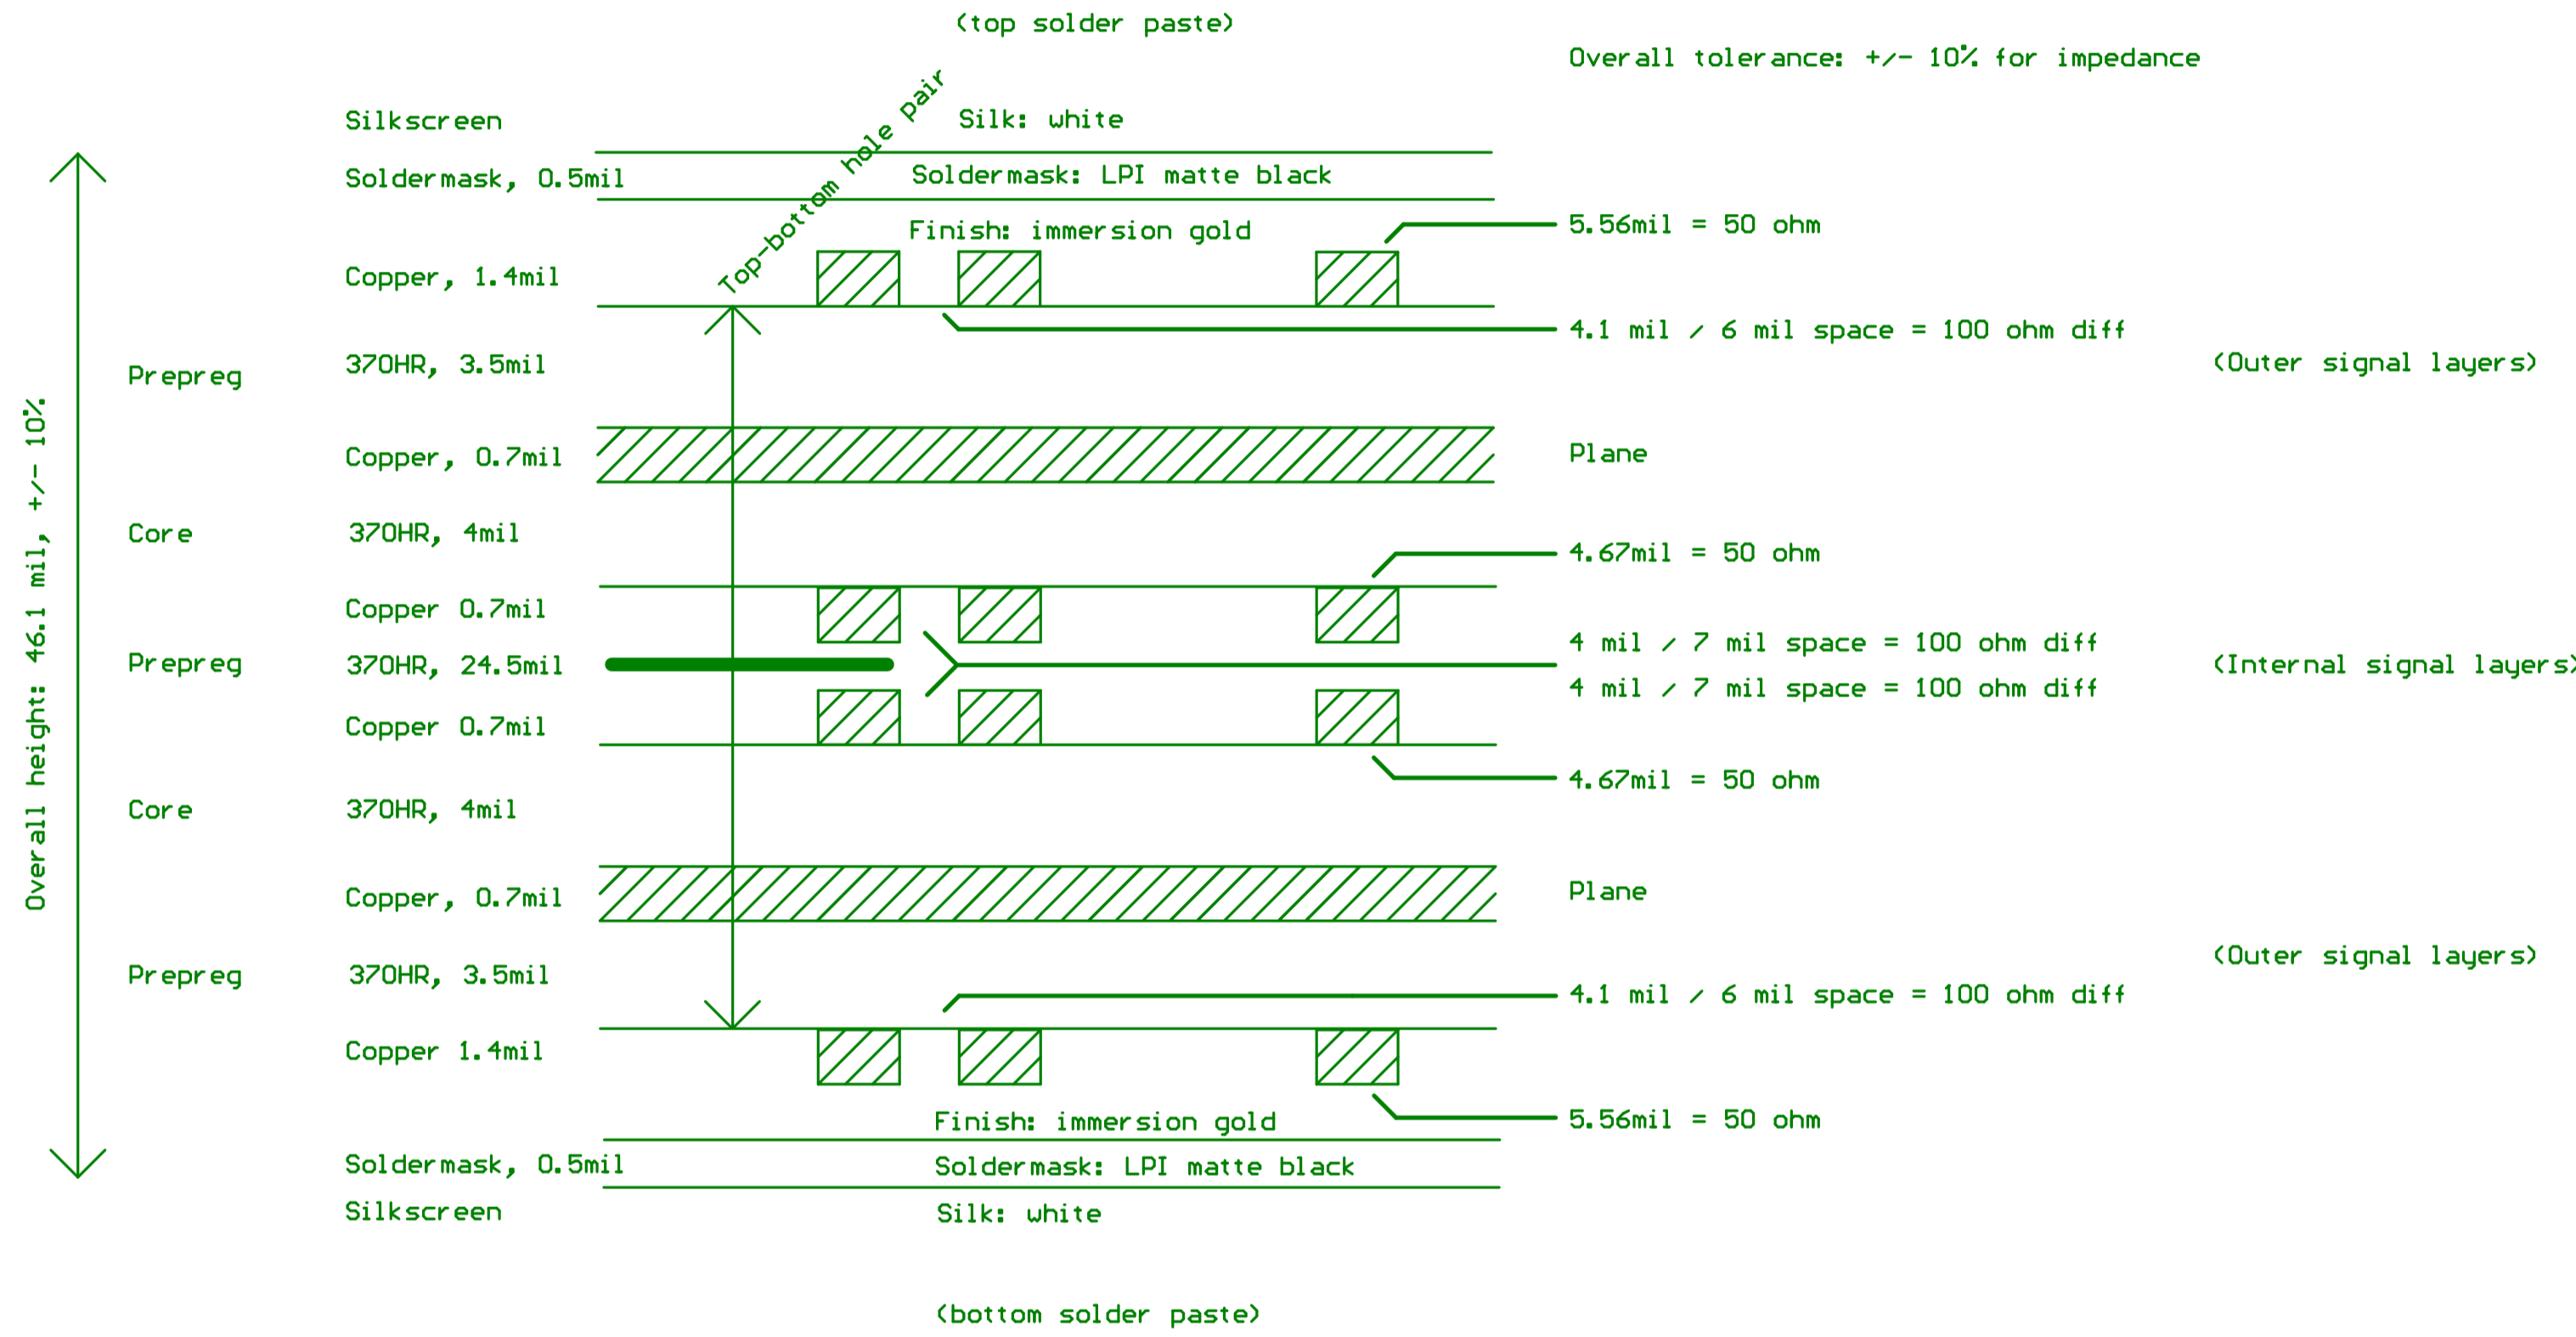 (top solder paste)
Overall tolerance: +/- 10% for impedance
Silkscreen
Silk: white
Top-bottom hole pair
Soldermask, 0.5mil
Soldermask: LPI matte black
Finish: immersion gold
5.56mil = 50 ohm
Copper, 1.4mil
4.1 mil / 6 mil space = 100 ohm diff
Prepreg
370HR, 3.5mil
(Outer signal layers)
Copper, 0.7mil
Plane
Core
370HR, 4mil
4.67mil = 50 ohm
Copper 0.7mil
4 mil / 7 mil space = 100 ohm diff
Prepreg
370HR, 24.5mil
(Internal signal layers)
4 mil / 7 mil space = 100 ohm diff
Overall height: 46.1 mil, +/- 10%
Copper 0.7mil
4.67mil = 50 ohm
Core
370HR, 4mil
Copper, 0.7mil
Plane
(Outer signal layers)
Prepreg
370HR, 3.5mil
4.1 mil / 6 mil space = 100 ohm diff
Copper 1.4mil
Finish: immersion gold
5.56mil = 50 ohm
Soldermask, 0.5mil
Soldermask: LPI matte black
Silkscreen
Silk: white
(bottom solder paste)